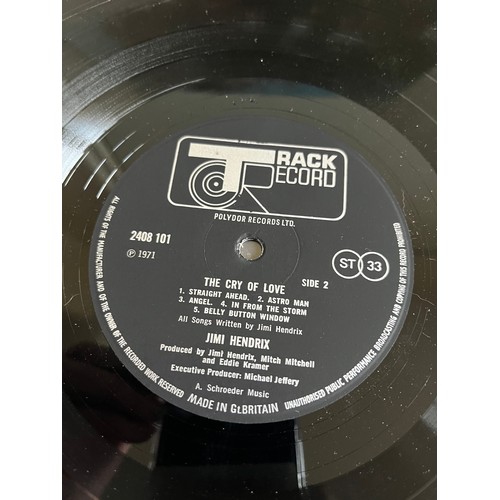 TRACK
RECORD
POLYDOR RECORDS LTD.
2408 101
℗ 1971
ST 33
THE CRY OF LOVE SIDE 2
1. STRAIGHT AHEAD. 2. ASTRO MAN
3. ANGEL. 4. IN FROM THE STORM
5. BELLY BUTTON WINDOW
All Songs Written by Jimi Hendrix
JIMI HENDRIX
Produced by Jimi Hendrix, Mitch Mitchell
and Eddie Kramer
Executive Producer: Michael Jeffery
A. Schroeder Music
ALL RIGHTS OF THE MANUFACTURER AND OF THE OWNER OF THE RECORDED WORK RESERVED
MADE IN Gt.BRITAIN
UNAUTHORISED PUBLIC PERFORMANCE BROADCASTING AND COPYING OF THIS RECORD PROHIBITED